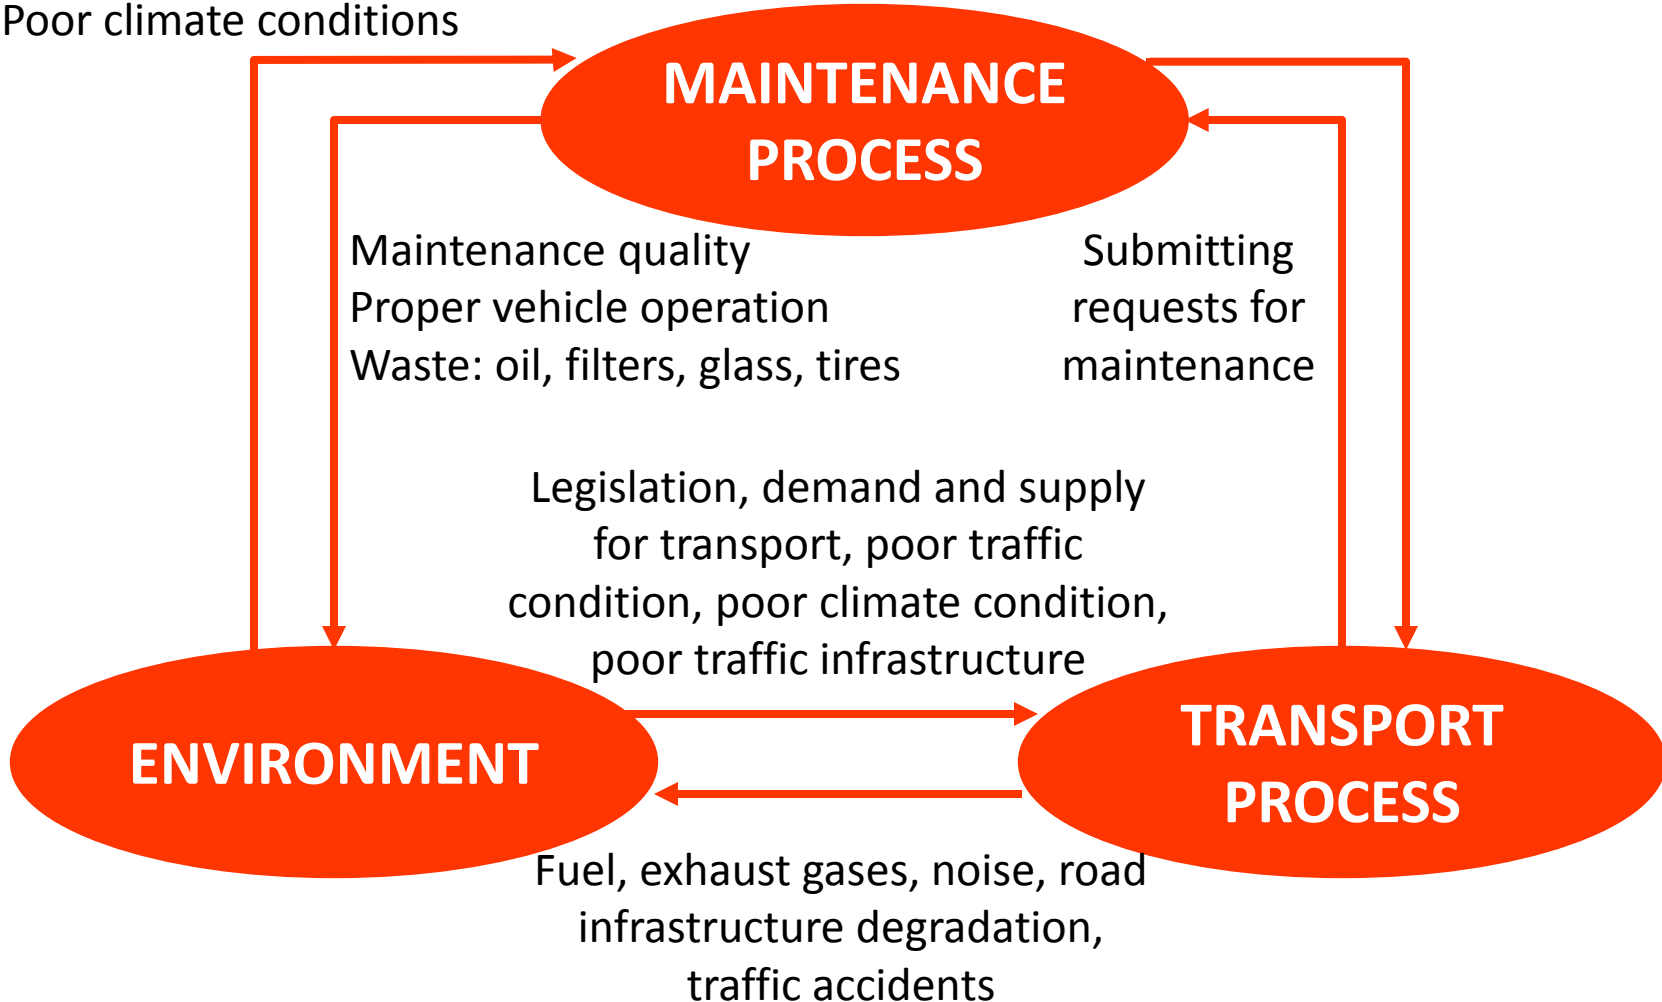 Poor climate conditions
MAINTENANCE
PROCESS
Maintenance quality
Proper vehicle operation
Waste: oil, filters, glass, tires
Submitting
requests for
maintenance
Legislation, demand and supply
for transport, poor traffic
condition, poor climate condition,
poor traffic infrastructure
ENVIRONMENT
TRANSPORT
PROCESS
Fuel, exhaust gases, noise, road
infrastructure degradation,
traffic accidents